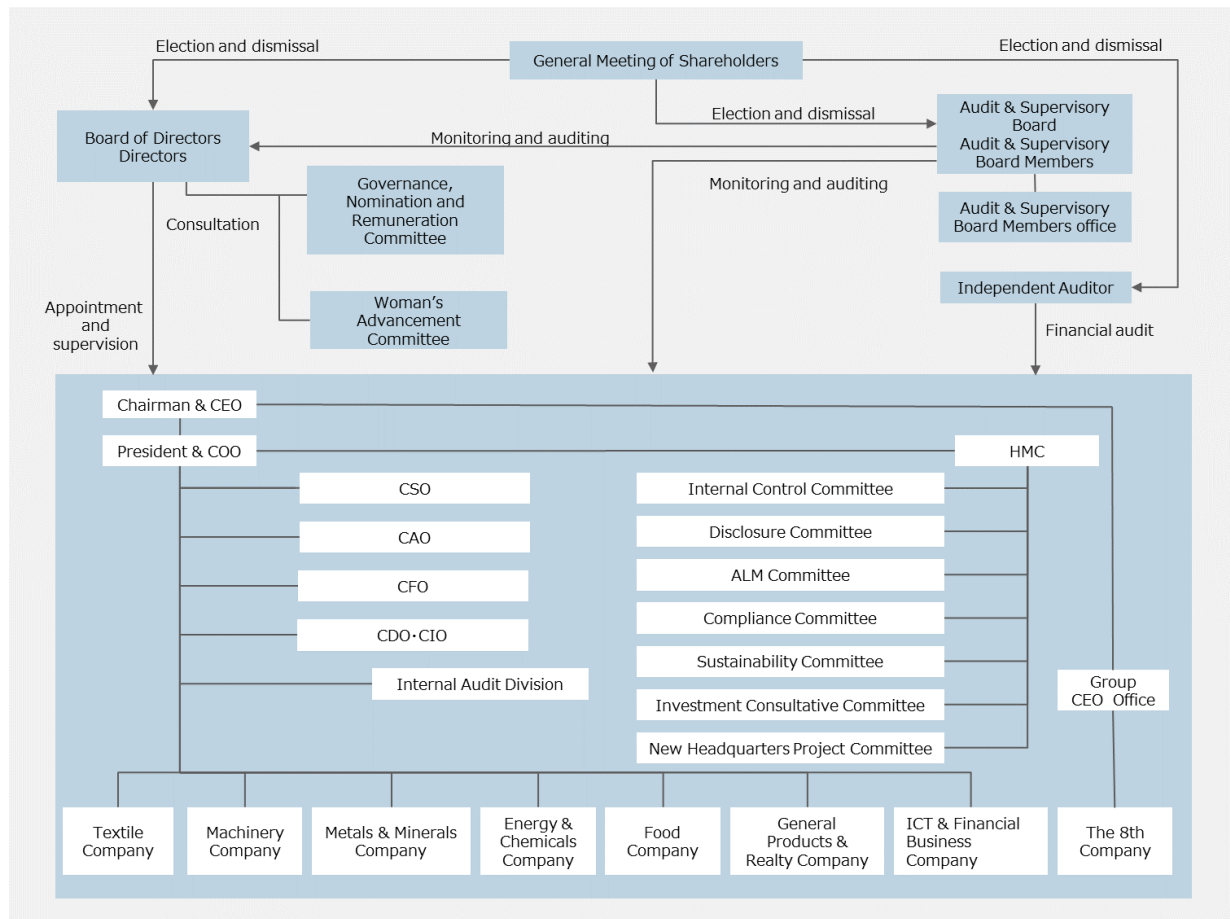 Election and dismissal
General Meeting of Shareholders
Election and dismissal
Election and dismissal
Board of Directors
Directors
Monitoring and auditing
Audit & Supervisory
Board
Audit & Supervisory
Board Members
Monitoring and auditing
Consultation
Governance,
Nomination and
Remuneration
Committee
Audit & Supervisory
Board Members office
Independent Auditor
Woman's
Advancement
Committee
Appointment
and
supervision
Financial audit
Chairman & CEO
President & COO
HMC
CSO
CAO
CFO
CDO・CIO
Internal Audit Division
Internal Control Committee
Disclosure Committee
ALM Committee
Compliance Committee
Sustainability Committee
Investment Consultative Committee
New Headquarters Project Committee
Group
CEO Office
Textile
Company
Machinery
Company
Metals & Minerals
Company
Energy &
Chemicals
Company
Food
Company
General
Products &
Realty Company
ICT & Financial
Business
Company
The 8th
Company